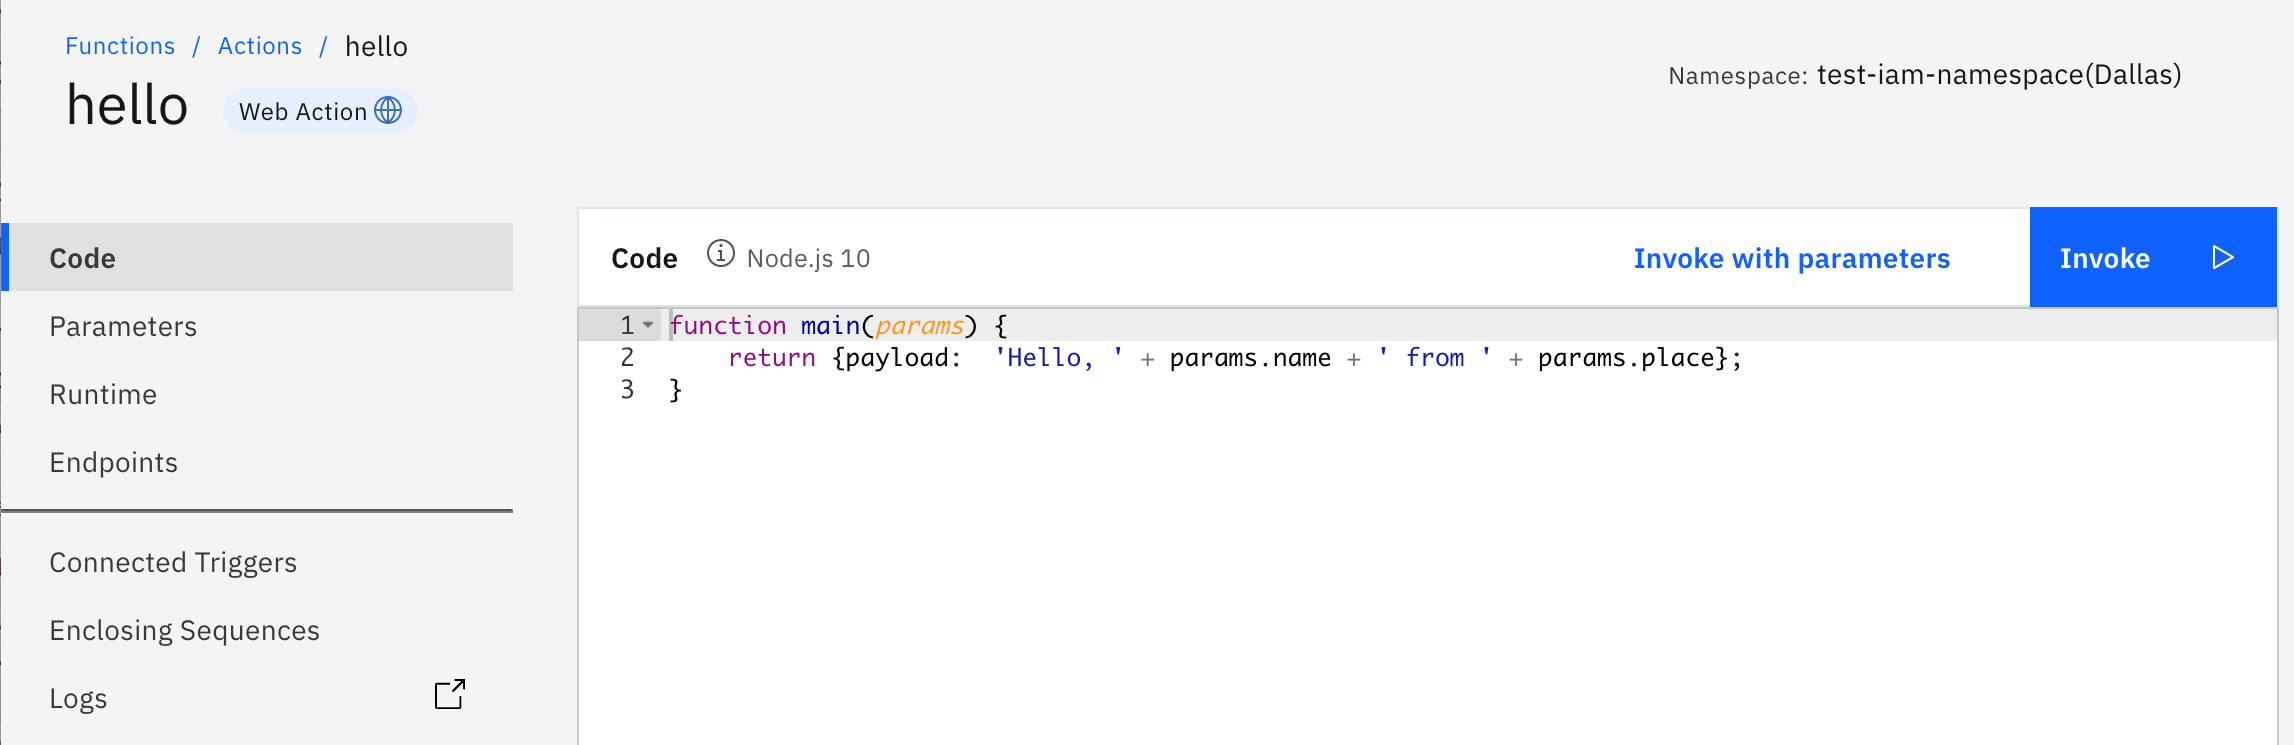 Functions / Actions / hello
hello Web Action
Namespace: test-iam-namespace(Dallas)
Code
Parameters
Runtime
Endpoints
Connected Triggers
Enclosing Sequences
Logs
Code Node.js 10 Invoke with parameters Invoke
1 function main(params) {
2     return {payload:  'Hello, ' + params.name + ' from ' + params.place};
3 }